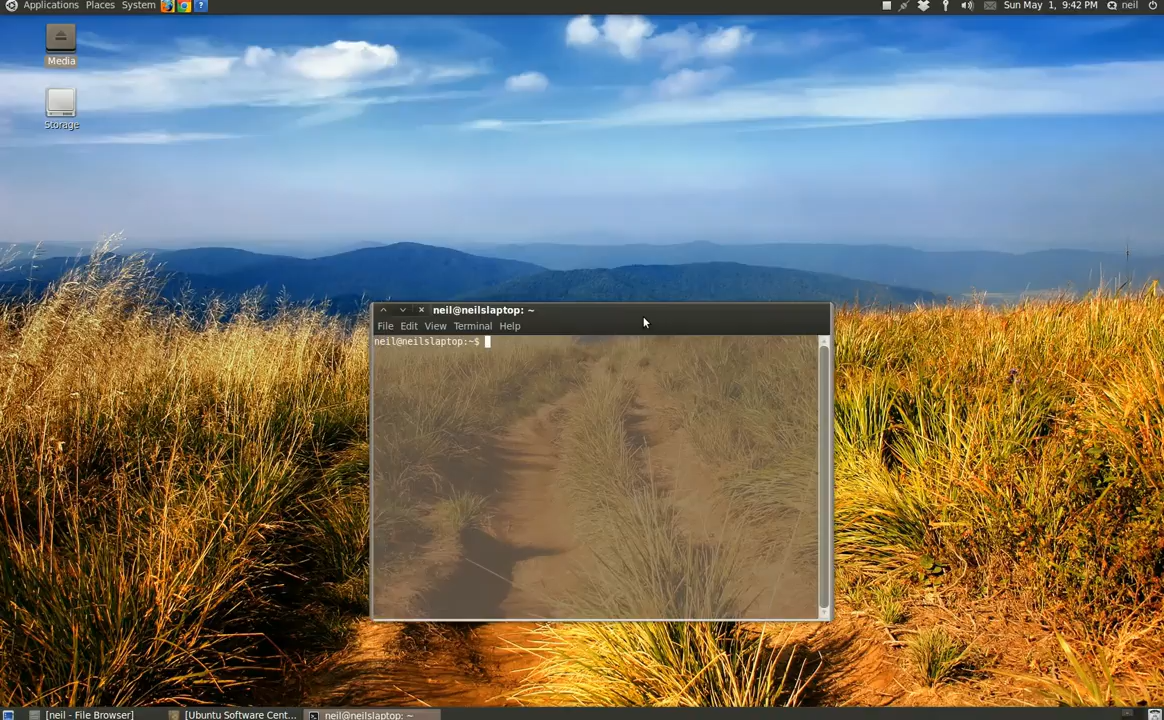 Applications Places System
Sun May 1, 9:42 PM neil
Media
Storage
neil@neilslaptop: ~
File Edit View Terminal Help
neil@neilslaptop:~$
[neil - File Browser] [Ubuntu Software Cent... neil@neilslaptop: ~